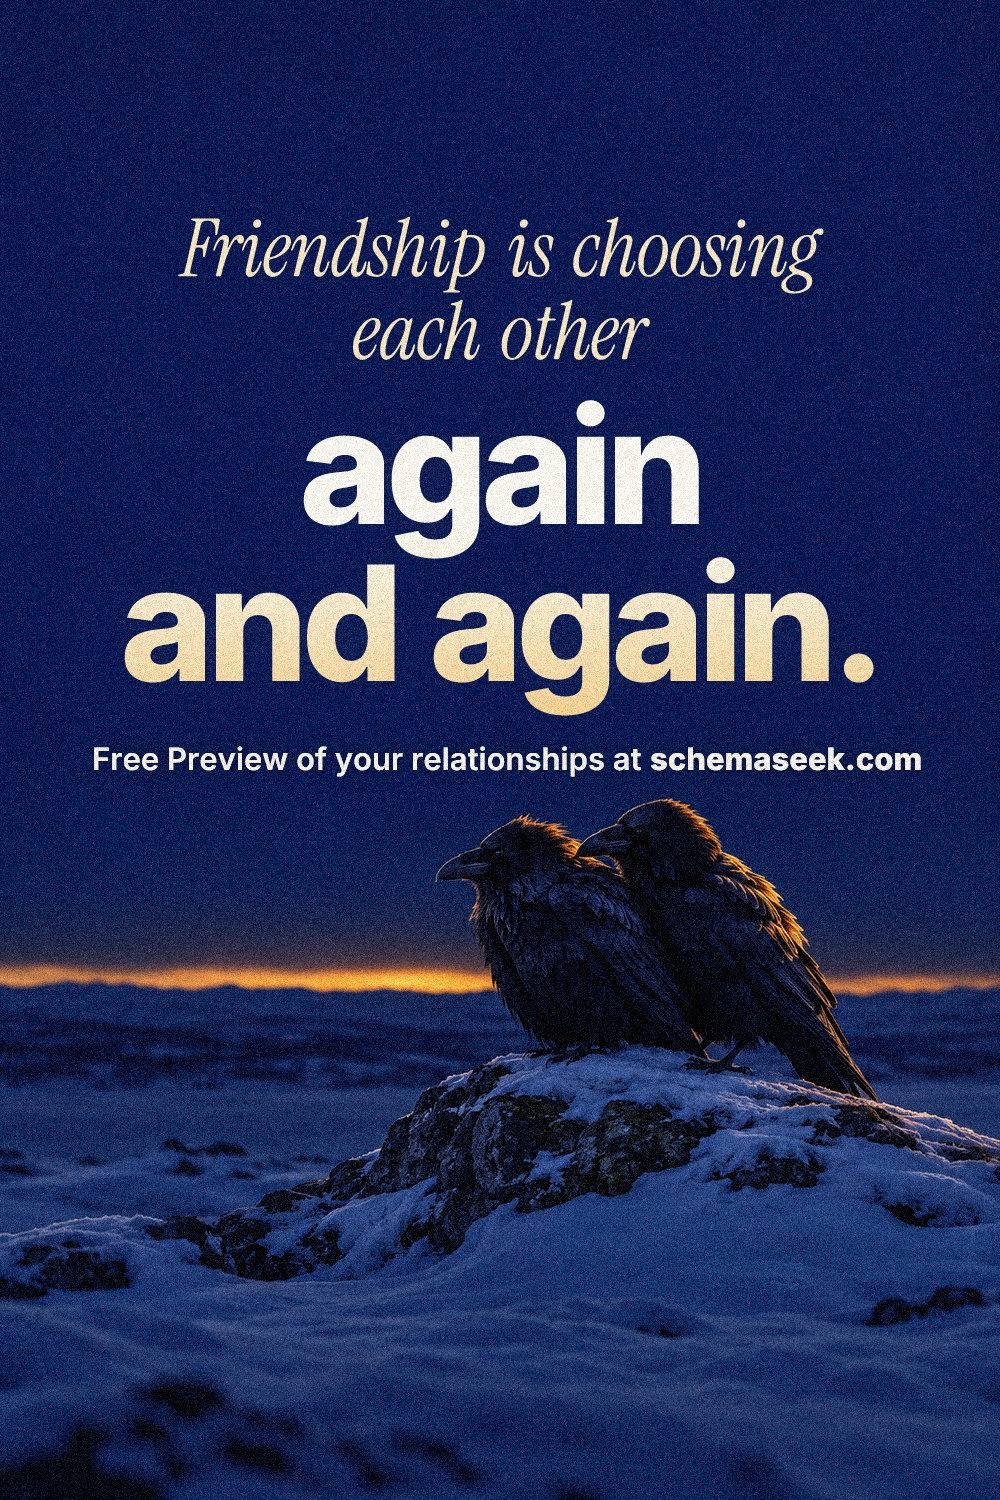 Friendship is choosing
each other
again
and again.
Free Preview of your relationships at schemaseek.com